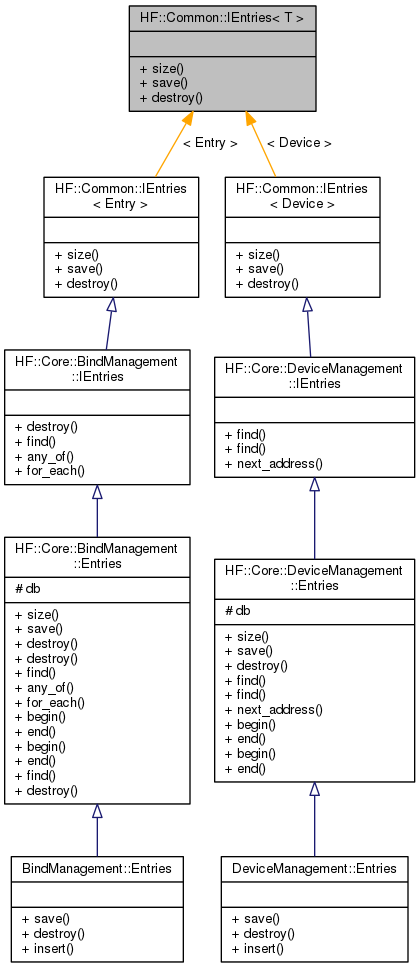 HF::Common::IEntries< T >
+ size()
+ save()
+ destroy()
< Entry >
< Device >
HF::Common::IEntries
< Entry >
+ size()
+ save()
+ destroy()
HF::Common::IEntries
< Device >
+ size()
+ save()
+ destroy()
HF::Core::BindManagement
::IEntries
+ destroy()
+ find()
+ any_of()
+ for_each()
HF::Core::DeviceManagement
::IEntries
+ find()
+ find()
+ next_address()
HF::Core::BindManagement
::Entries
# db
+ size()
+ save()
+ destroy()
+ destroy()
+ find()
+ any_of()
+ for_each()
+ begin()
+ end()
+ begin()
+ end()
+ find()
+ destroy()
HF::Core::DeviceManagement
::Entries
# db
+ size()
+ save()
+ destroy()
+ find()
+ find()
+ next_address()
+ begin()
+ end()
+ begin()
+ end()
BindManagement::Entries
+ save()
+ destroy()
+ insert()
DeviceManagement::Entries
+ save()
+ destroy()
+ insert()